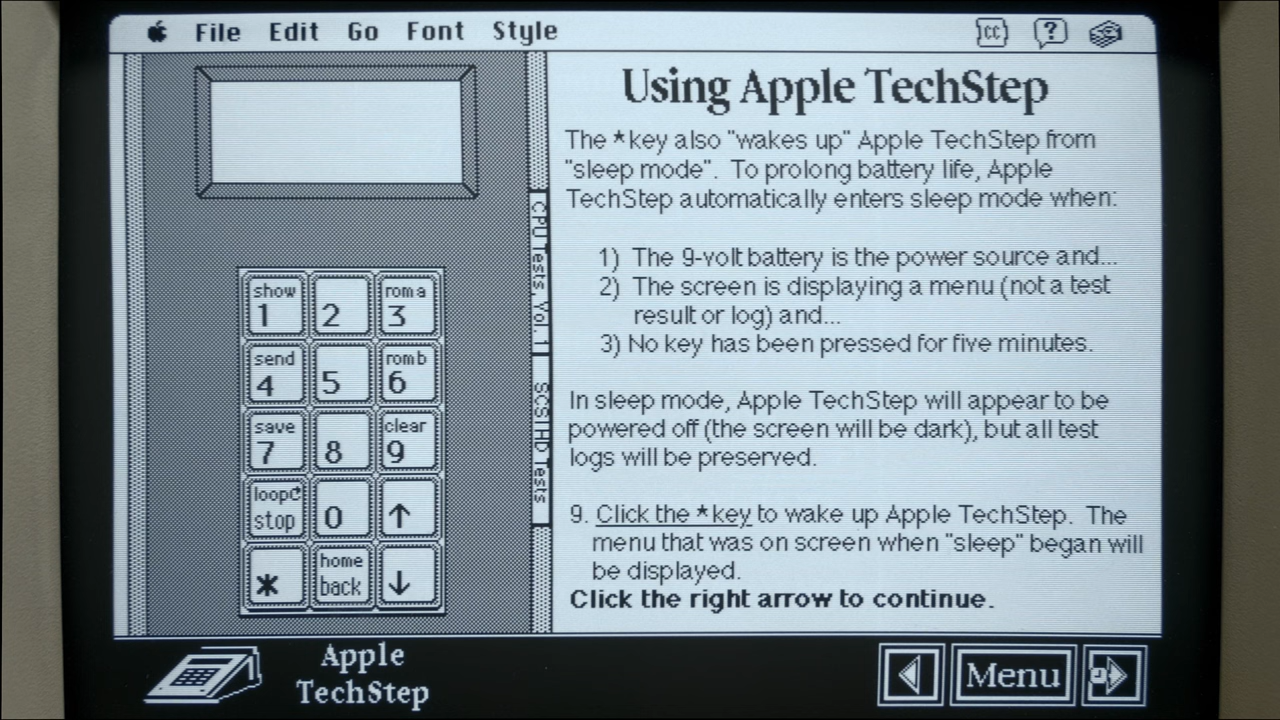 File Edit Go Font Style
CC ?
Using Apple TechStep
The * key also "wakes up" Apple TechStep from
"sleep mode". To prolong battery life, Apple
TechStep automatically enters sleep mode when:
1) The 9-volt battery is the power source and...
2) The screen is displaying a menu (not a test
result or log) and...
3) No key has been pressed for five minutes.
In sleep mode, Apple TechStep will appear to be
powered off (the screen will be dark), but all test
logs will be preserved.
9. Click the * key to wake up Apple TechStep. The
menu that was on screen when "sleep" began will
be displayed.
Click the right arrow to continue.
CPU Tests, Vol. 1
SCSI HD Tests
show
1
2
rom a
3
send
4
5
rom b
6
save
7
8
clear
9
loop
stop
0
↑
*
home
back
↓
Apple
TechStep
Menu